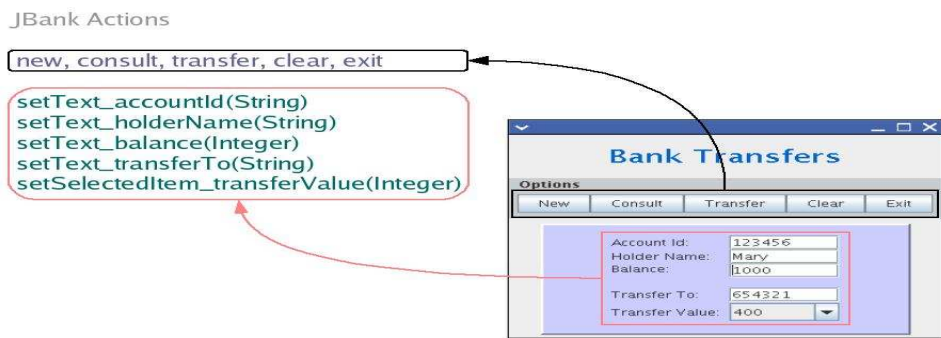 JBank Actions
new, consult, transfer, clear, exit
setText_accountId(String)
setText_holderName(String)
setText_balance(Integer)
setText_transferTo(String)
setSelectedItem_transferValue(Integer)
Bank Transfers
Options
New Consult Transfer Clear Exit
Account Id: 123456
Holder Name: Mary
Balance: 1000
Transfer To: 654321
Transfer Value: 400